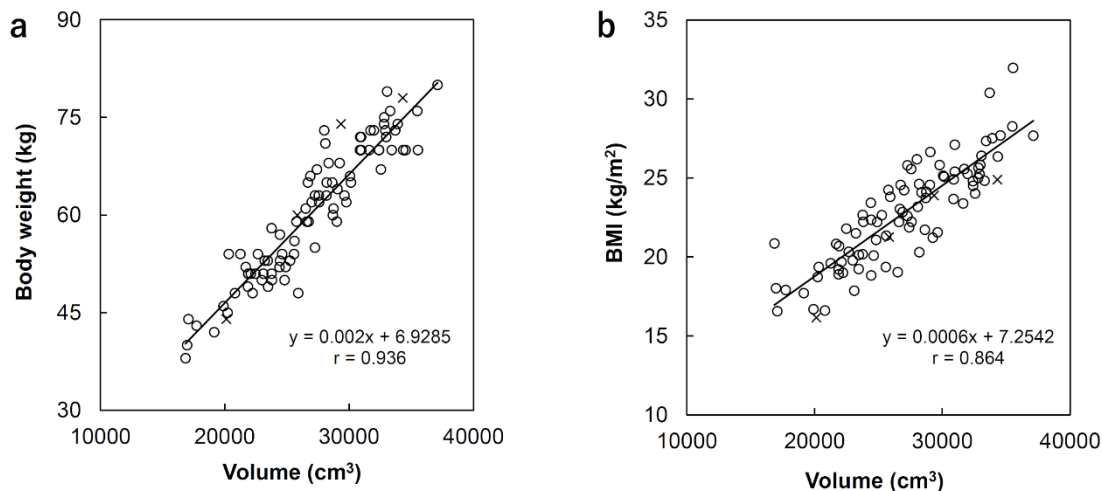 a
90
75
60
45
30
Body weight (kg)
y = 0.002x + 6.9285
r = 0.936
10000 20000 30000 40000
Volume (cm³)
b
35
30
25
20
15
10
BMI (kg/m²)
y = 0.0006x + 7.2542
r = 0.864
10000 20000 30000 40000
Volume (cm³)